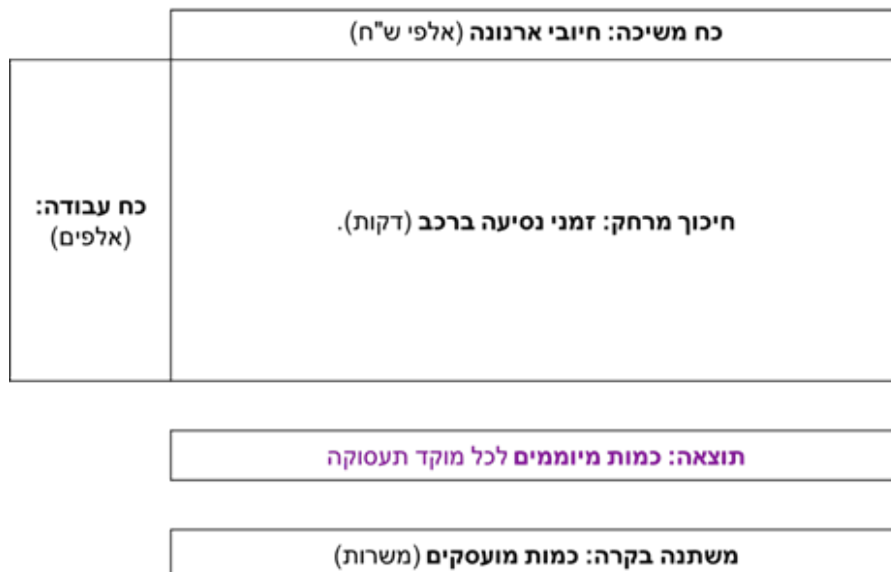 כח משיכה: חיובי ארנונה (אלפי ש"ח)
כח עבודה:
(אלפים)
חיכוך מרחק: זמני נסיעה ברכב (דקות).
תוצאה: כמות מיוממים לכל מוקד תעסוקה
משתנה בקרה: כמות מועסקים (משרות)